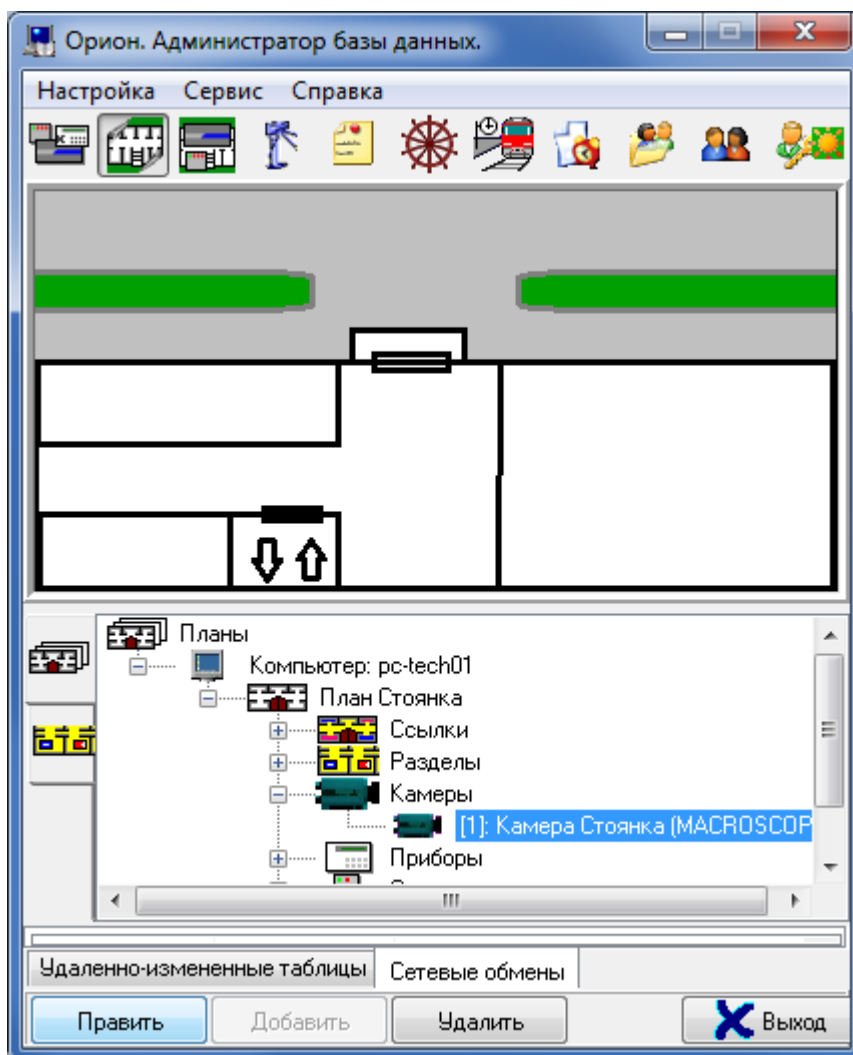 Орион. Администратор базы данных.
Настройка Сервис Справка
Планы
Компьютер: pc-tech01
План Стоянка
Ссылки
Разделы
Камеры
[1]: Камера Стоянка (MACROSCOP
Приборы
Удаленно-измененные таблицы Сетевые обмены
Править Добавить Удалить Выход